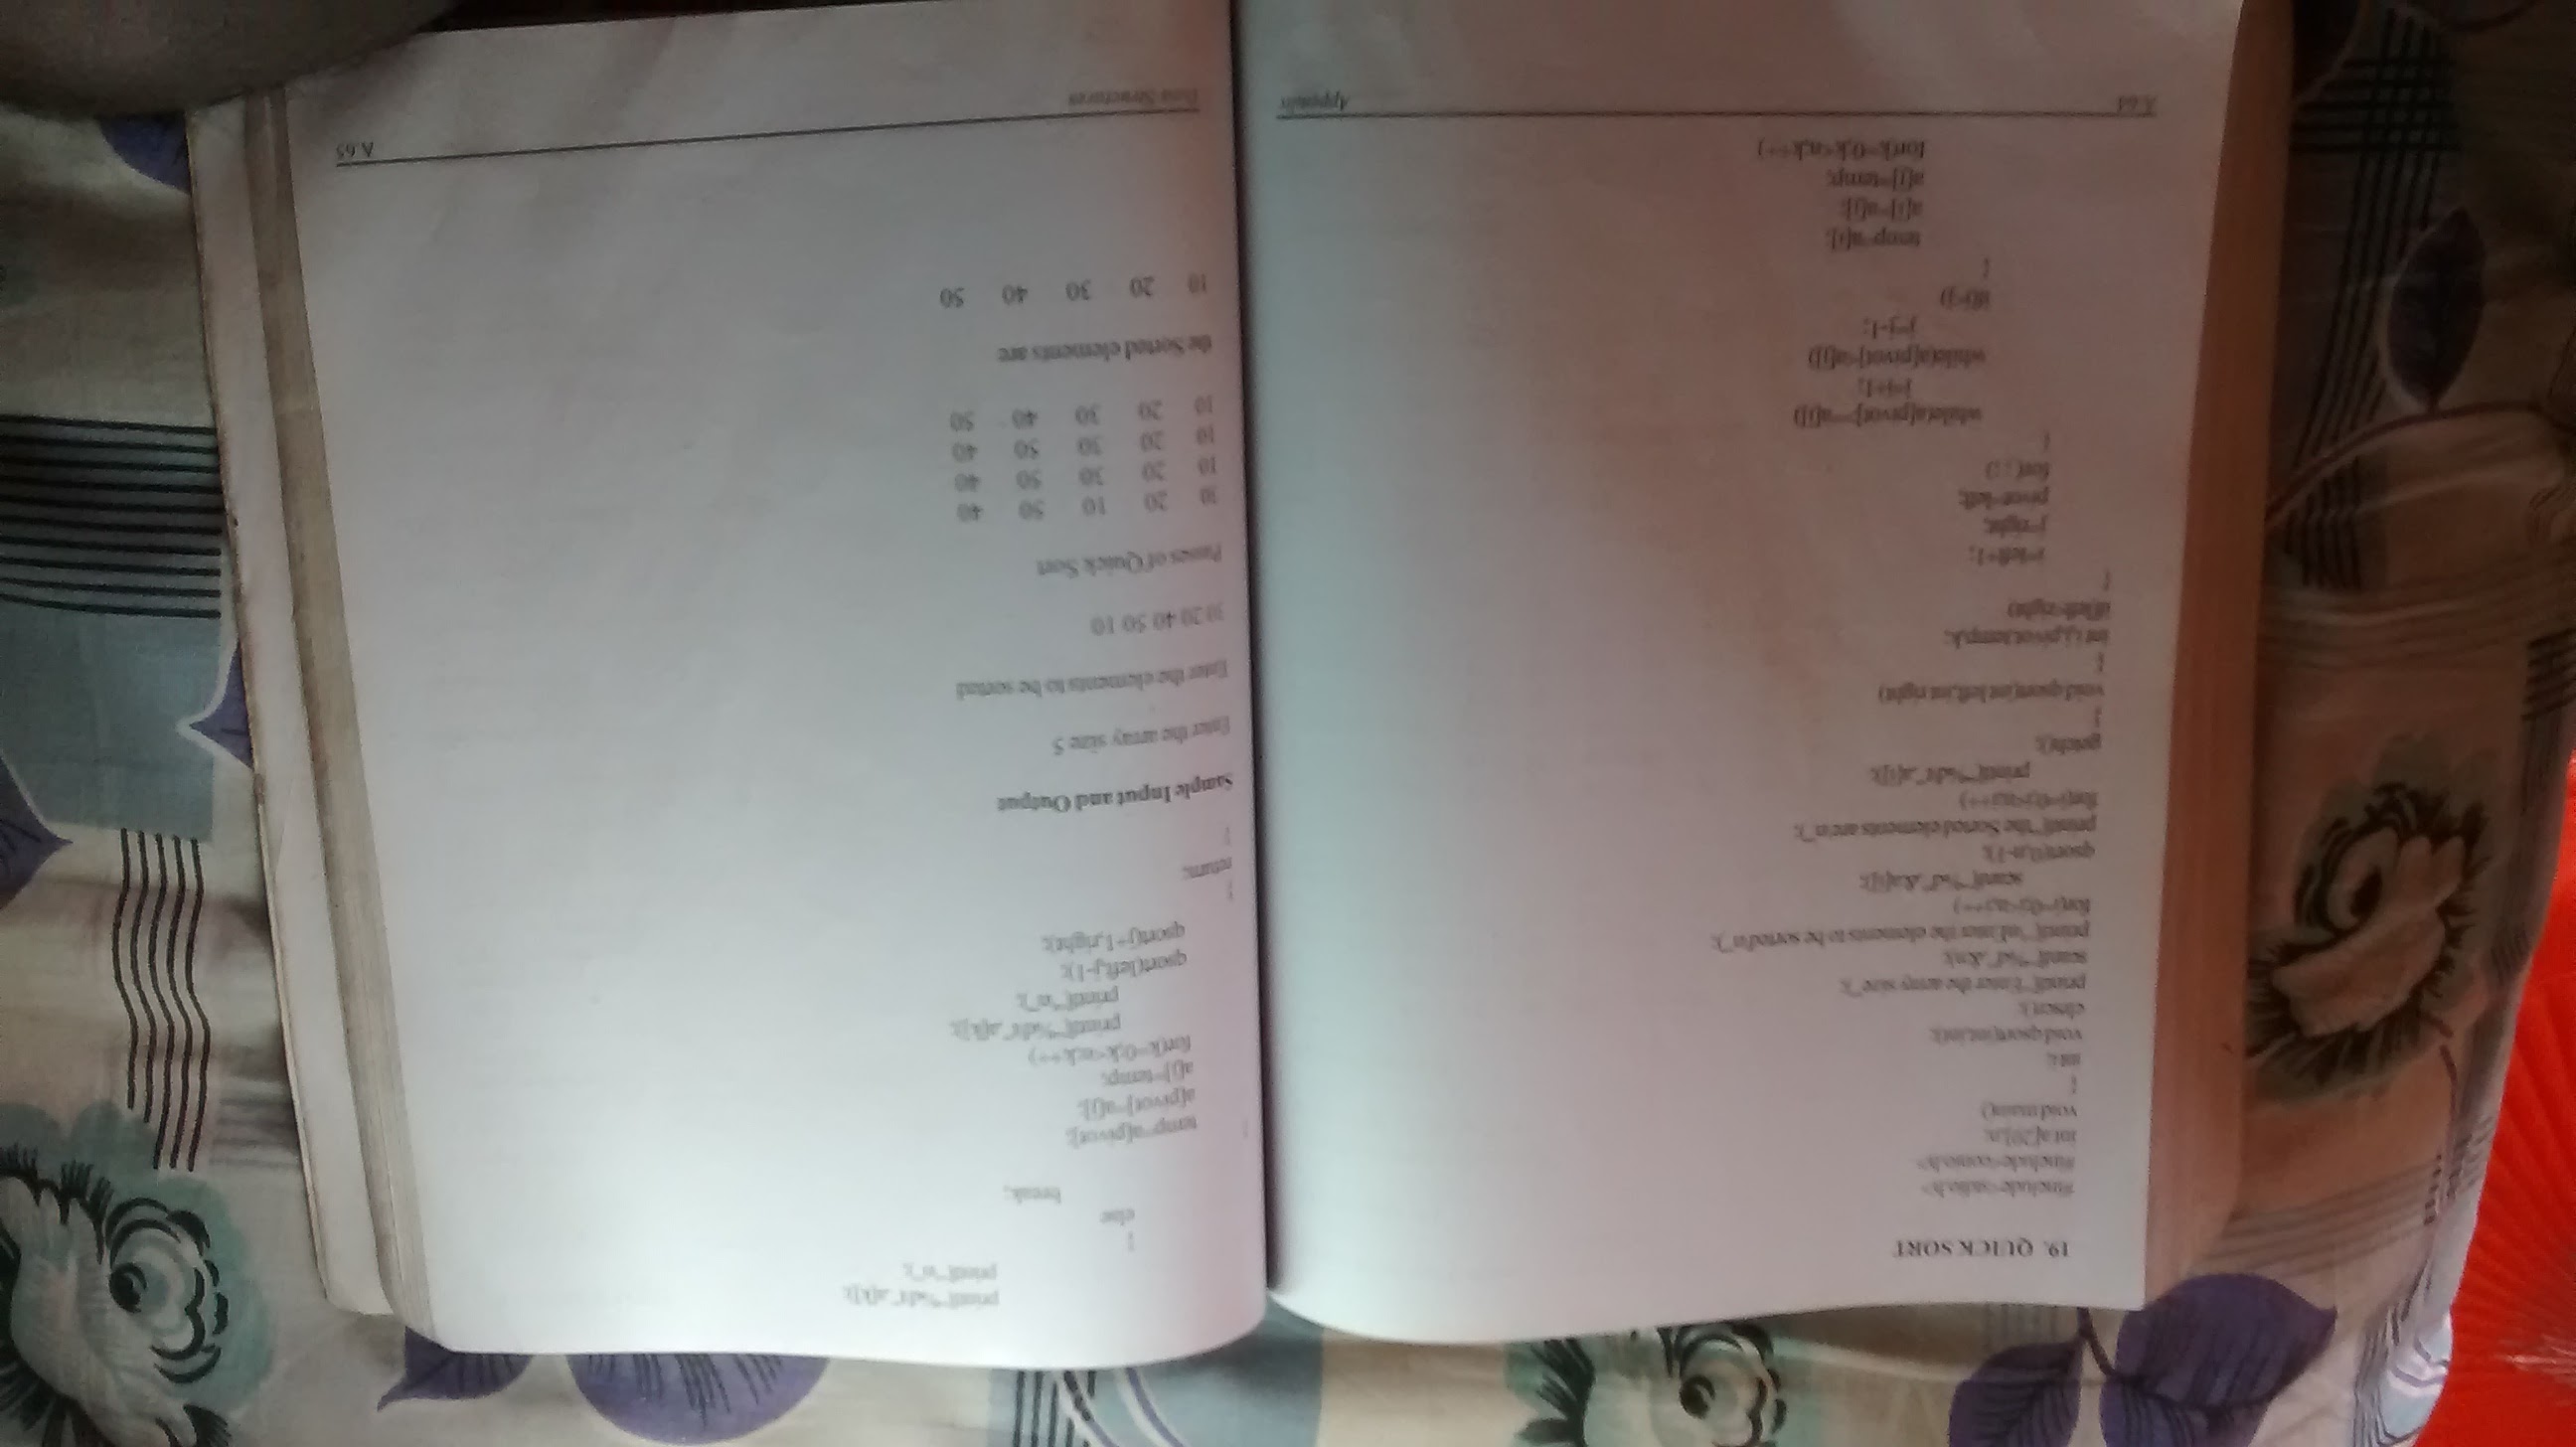 A.64 Appendix
19. QUICK SORT
#include<stdio.h>
#include<conio.h>
int a[20],n;
void main()
{
int i;
void qsort(int,int);
clrscr();
printf("Enter the array size");
scanf("%d",&n);
printf("\nEnter the elements to be sorted\n");
for(i=0;i<n;i++)
scanf("%d",&a[i]);
qsort(0,n-1);
printf("the Sorted elements are\n");
for(i=0;i<n;i++)
printf("%d\t",a[i]);
getch();
}
void qsort(int left,int right)
{
int i,j,pivot,temp,k;
if(left<right)
{
i=left+1;
j=right;
pivot=left;
for( ; ;)
{
while(a[pivot]>=a[i])
i=i+1;
while(a[pivot]<a[j])
j=j-1;
if(i<j)
{
temp=a[i];
a[i]=a[j];
a[j]=temp;
for(k=0;k<n;k++)
Data Structures A.65
printf("%d\t",a[k]);
printf("\n");
}
else
break;
}
temp=a[pivot];
a[pivot]=a[j];
a[j]=temp;
for(k=0;k<n;k++)
printf("%d\t",a[k]);
printf("\n");
qsort(left,j-1);
qsort(j+1,right);
}
return;
}
Sample Input and Output
Enter the array size 5
Enter the elements to be sorted
30 20 40 50 10
Passes of Quick Sort
30 20 10 50 40
10 20 30 50 40
10 20 30 50 40
10 20 30 40 50
the Sorted elements are
10 20 30 40 50